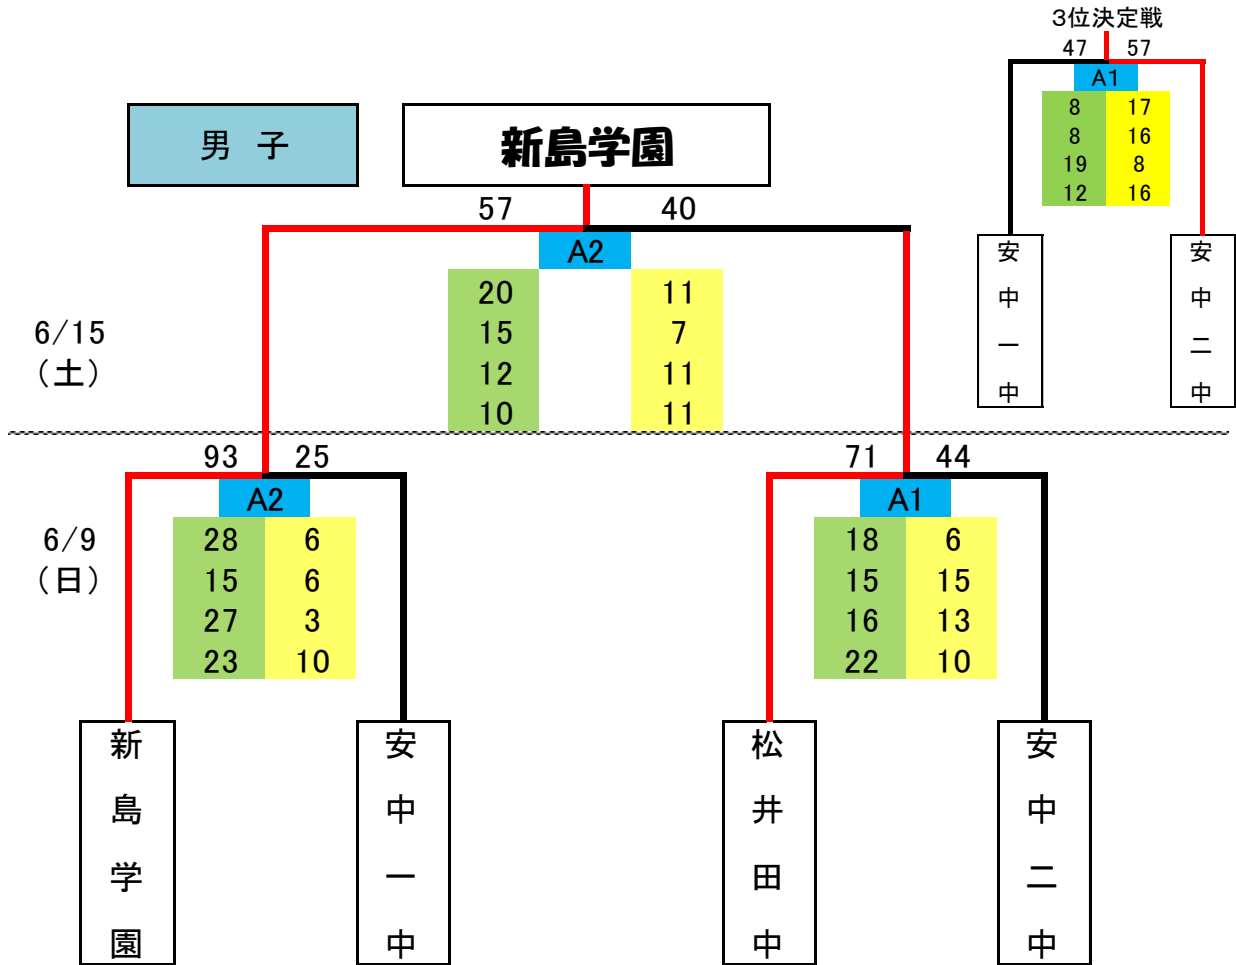 3位決定戦
47 57
A1
8 17
8 16
19 8
12 16
安中一中
安中二中
男子
新島学園
57 40
A2
20 11
15 7
12 11
10 11
6/15
(土)
93 25
A2
28 6
15 6
27 3
23 10
6/9
(日)
71 44
A1
18 6
15 15
16 13
22 10
新島学園
安中一中
松井田中
安中二中